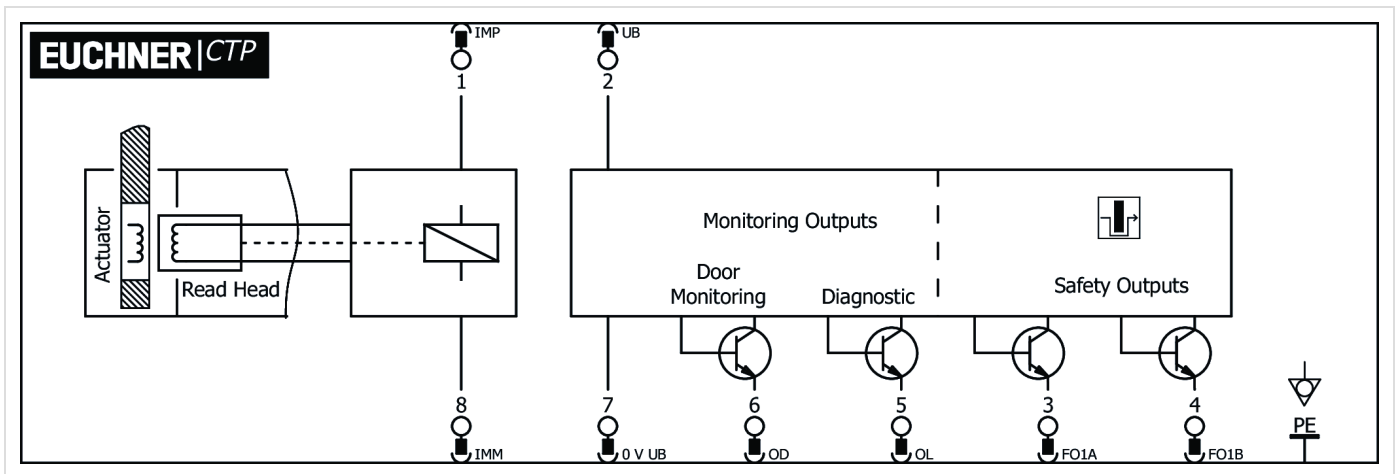 EUCHNER CTP
IMP
UB
1
2
Actuator
Read Head
Monitoring Outputs
Door
Monitoring
Diagnostic
Safety Outputs
8
7
6
5
3
4
PE
IMM
0 V UB
OD
OL
FO1A
FO1B